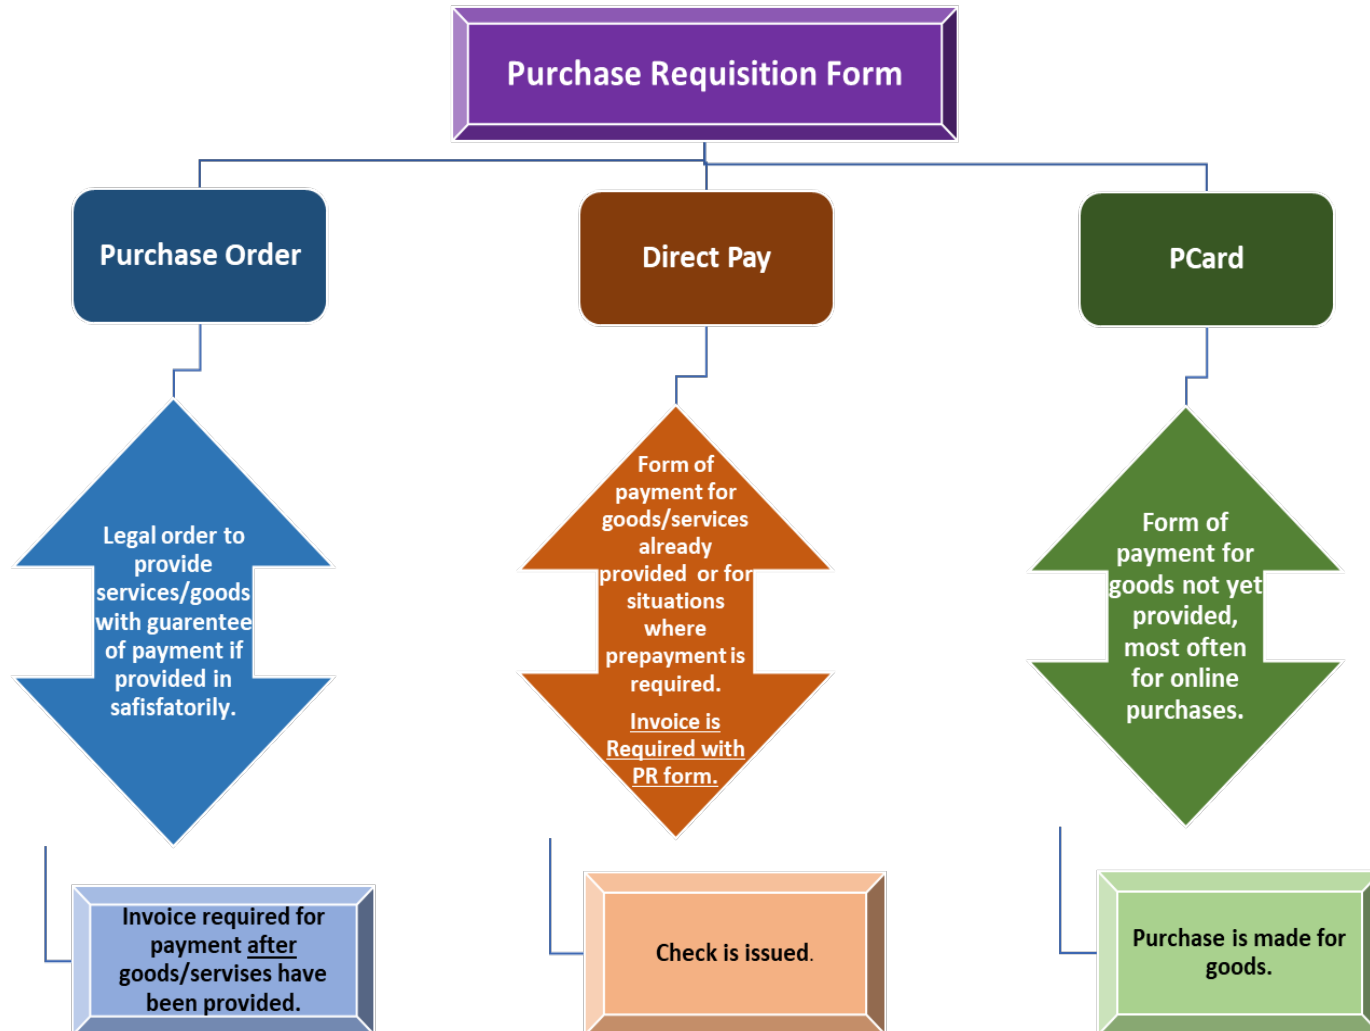 Purchase Requisition Form
Purchase Order
Direct Pay
PCard
Legal order to
provide
services/goods
with guarentee
of payment if
provided in
safisfatorily.
Form of
payment for
goods/services
already
provided or for
situations
where
prepayment is
required.
Invoice is
Required with
PR form.
Form of
payment for
goods not yet
provided,
most often
for online
purchases.
Invoice required for
payment after
goods/servises have
been provided.
Check is issued.
Purchase is made for
goods.